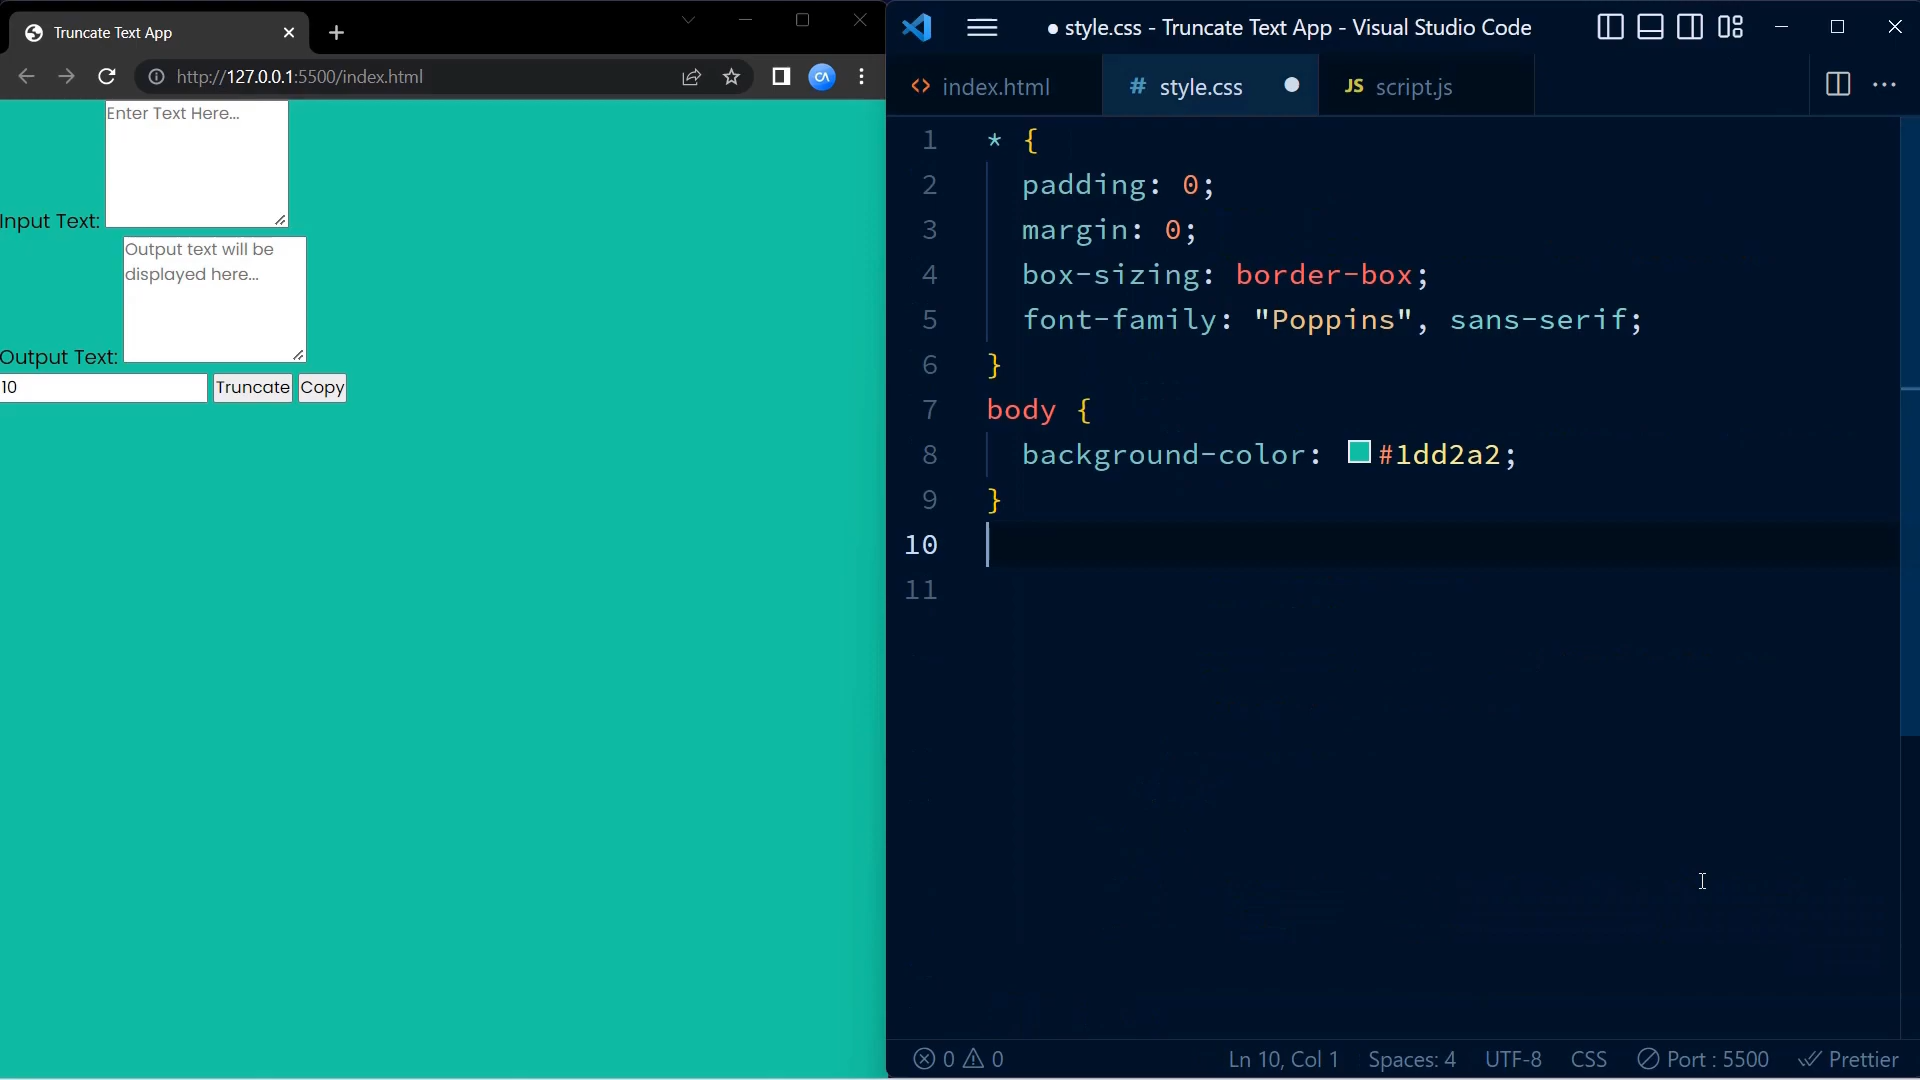 Truncate Text App
http://127.0.0.1:5500/index.html
CA
Enter Text Here...
Input Text:
Output text will be
displayed here...
Output Text:
10 Truncate Copy
● style.css - Truncate Text App - Visual Studio Code
<> index.html # style.css ● JS script.js
1 * {
2 padding: 0;
3 margin: 0;
4 box-sizing: border-box;
5 font-family: "Poppins", sans-serif;
6 }
7 body {
8 background-color: #1dd2a2;
9 }
10
11
0 0 Ln 10, Col 1 Spaces: 4 UTF-8 CSS Port : 5500 Prettier